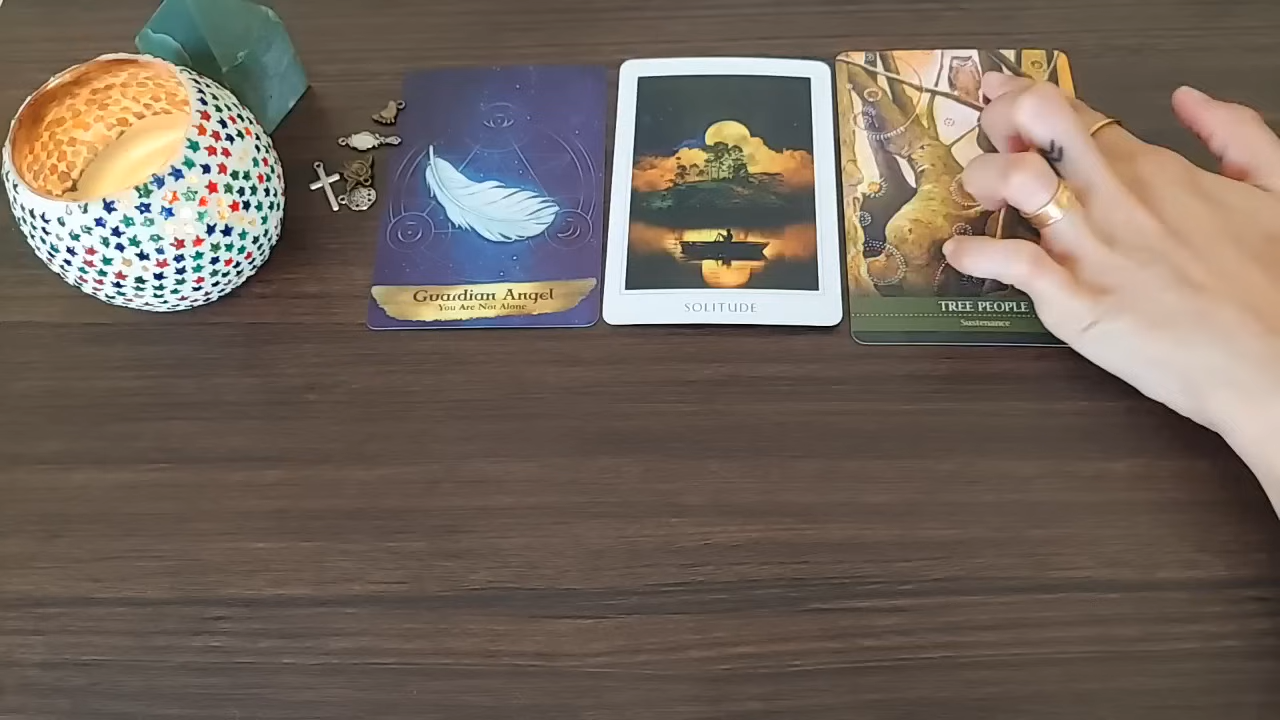 Guardian Angel
You Are Not Alone
SOLITUDE
TREE PEOPLE
Sustenance